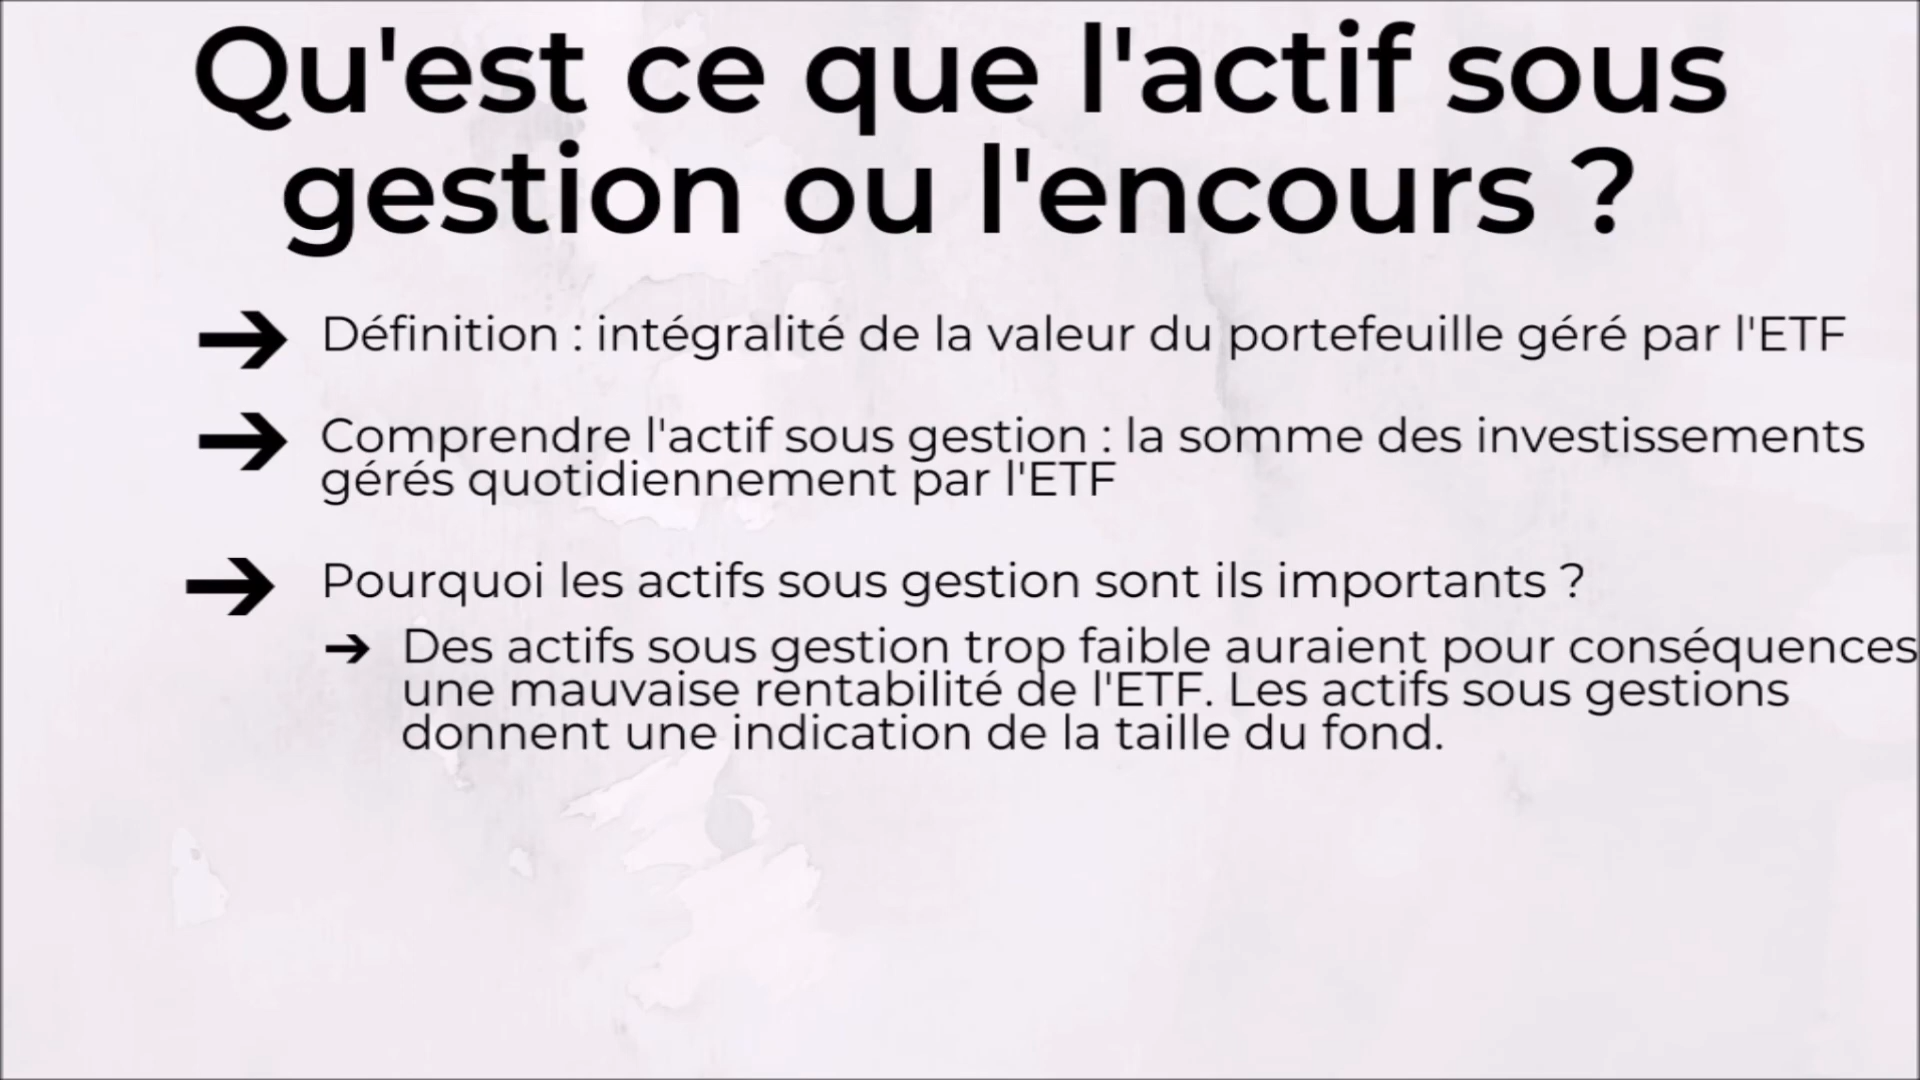 Qu'est ce que l'actif sous
gestion ou l'encours ?
➔ Définition : intégralité de la valeur du portefeuille géré par l'ETF
➔ Comprendre l'actif sous gestion : la somme des investissements
gérés quotidiennement par l'ETF
➔ Pourquoi les actifs sous gestion sont ils importants ?
➔ Des actifs sous gestion trop faible auraient pour conséquences
une mauvaise rentabilité de l'ETF. Les actifs sous gestions
donnent une indication de la taille du fond.